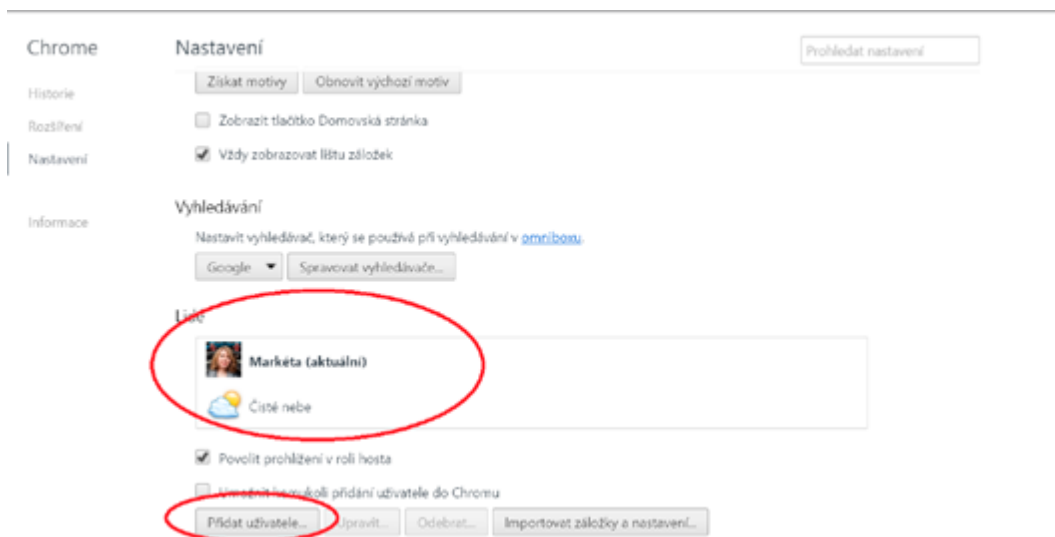 Chrome
Nastavení
Prohledat nastavení
Získat motivy
Obnovit výchozí motiv
Historie
Zobrazit tlačítko Domovská stránka
Rozšíření
Vždy zobrazovat lištu záložek
Nastavení
Vyhledávání
Informace
Nastavit vyhledávač, který se používá při vyhledávání v omniboxu.
Google
Spravovat vyhledávače...
Lidé
Markéta (aktuální)
Čisté nebe
Povolit prohlížení v roli hosta
Umožnit komukoli přidání uživatele do Chromu
Přidat uživatele...
Upravit...
Odebrat...
Importovat záložky a nastavení...